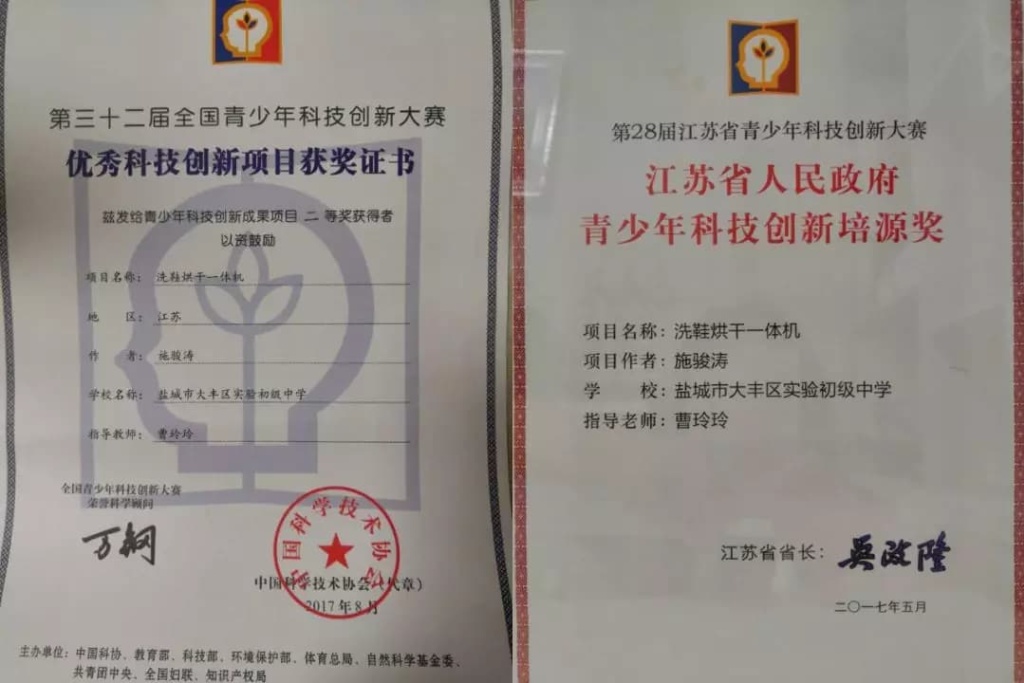 第三十二届全国青少年科技创新大赛
优秀科技创新项目获奖证书
兹发给青少年科技创新成果项目 二 等奖获得者
以资鼓励
项目名称： 洗鞋烘干一体机
地　　区： 江苏
作　　者： 施骏涛
学校名称： 盐城市大丰区实验初级中学
指导教师： 曹玲玲
全国青少年科技创新大赛
荣誉科学顾问
万钢
中国科学技术协会
中国科学技术协会（代章）
2017年8月
主办单位：中国科协、教育部、科技部、环境保护部、体育总局、自然科学基金委、
共青团中央、全国妇联、知识产权局
第28届江苏省青少年科技创新大赛
江苏省人民政府
青少年科技创新培源奖
项目名称：洗鞋烘干一体机
项目作者：施骏涛
学　　校：盐城市大丰区实验初级中学
指导老师：曹玲玲
江苏省省长：吴政隆
二〇一七年五月